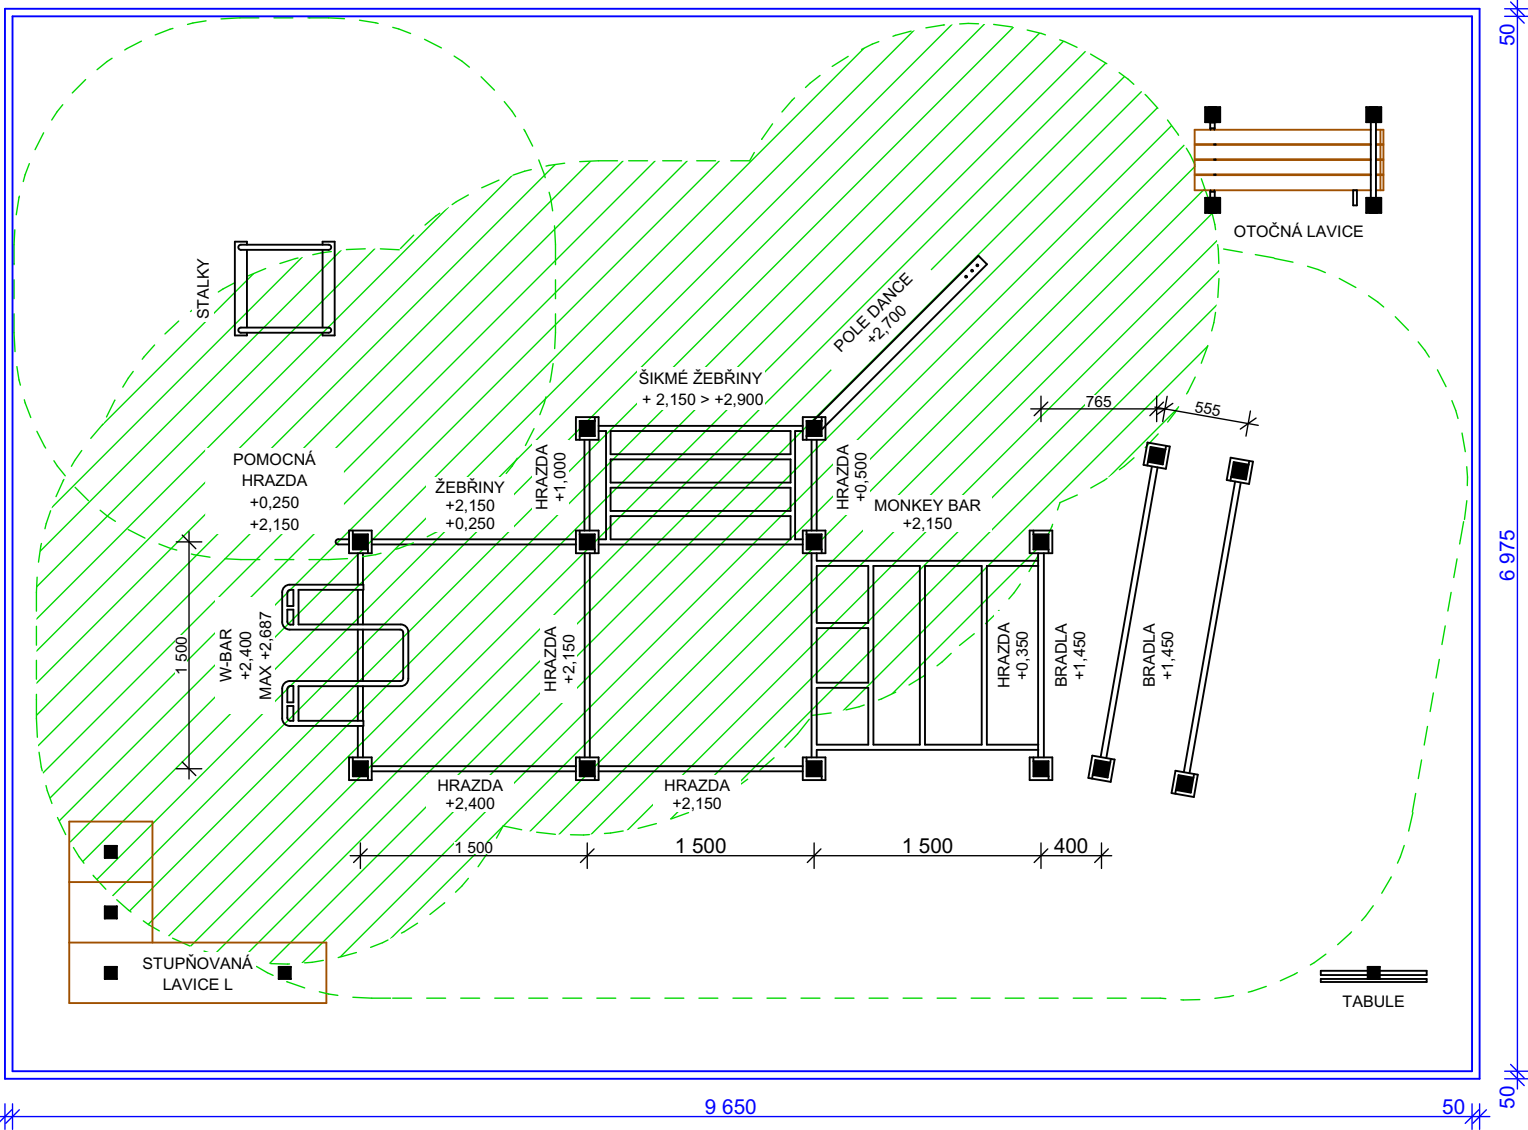 50
OTOČNÁ LAVICE
STALKY
POLE DANCE
+2,700
ŠIKMÉ ŽEBŘINY
+ 2,150 > +2,900
765
555
POMOCNÁ
HRAZDA
+0,250
+2,150
ŽEBŘINY
+2,150
+0,250
HRAZDA
+1,000
HRAZDA
+0,500
MONKEY BAR
+2,150
6 975
1 500
W-BAR
+2,400
MAX +2,687
HRAZDA
+2,150
HRAZDA
+0,350
BRADLA
+1,450
BRADLA
+1,450
HRAZDA
+2,400
HRAZDA
+2,150
1 500
1 500
1 500
400
STUPŇOVANÁ
LAVICE L
TABULE
9 650
50
50